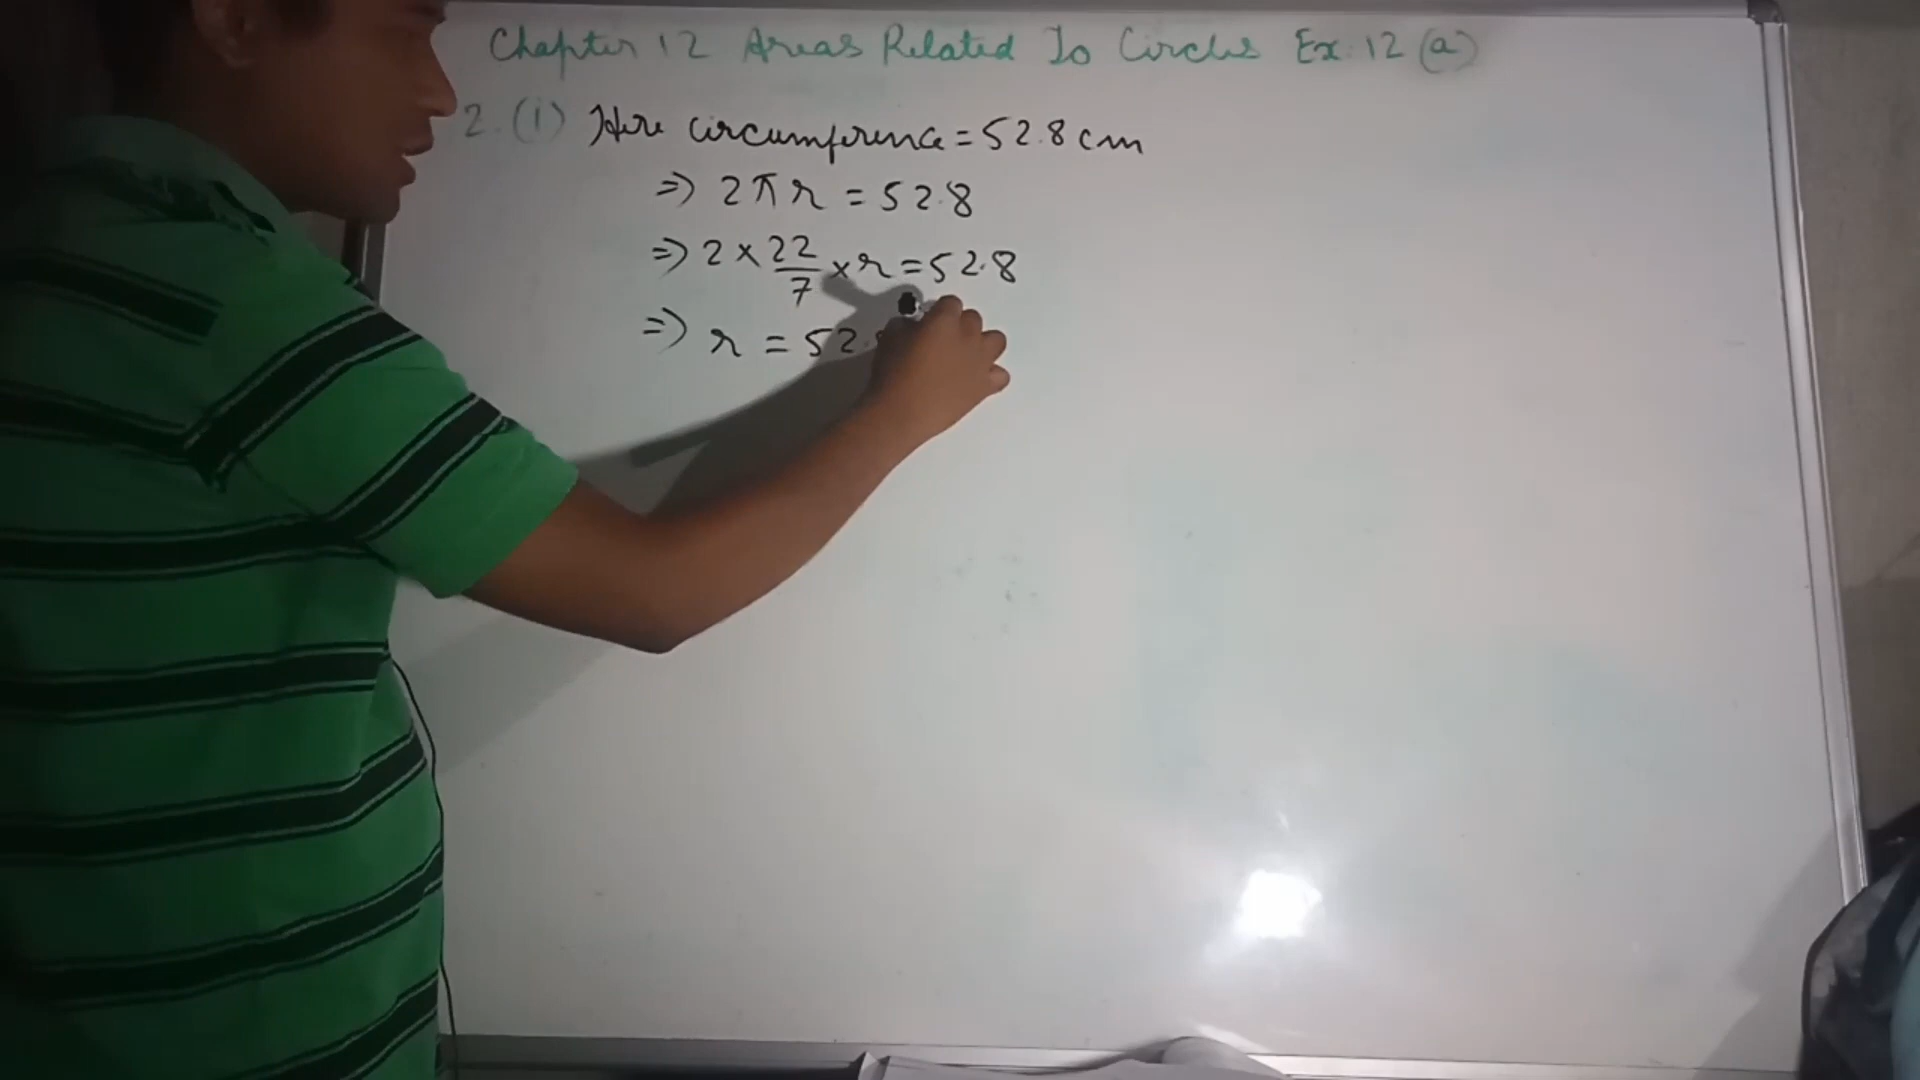 Chapter 12 Areas Related To Circles Ex. 12 (a)
2. (i) Here circumference = 52.8 cm
⇒ 2πr = 52.8
⇒ 2 × 22/7 × r = 52.8
⇒ r = 52.